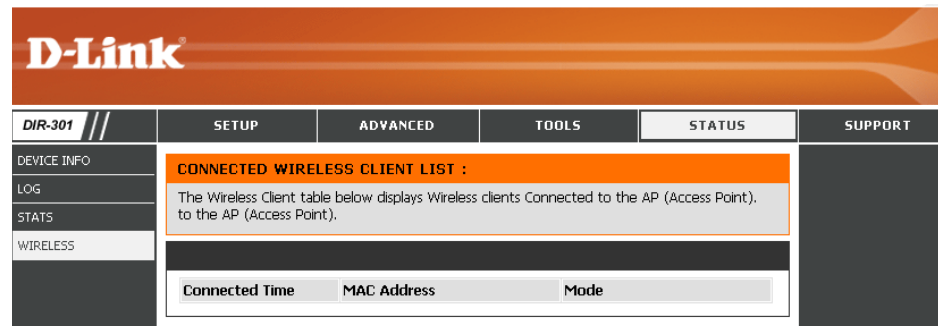 D-Link
DIR-301 // SETUP ADVANCED TOOLS STATUS SUPPORT
DEVICE INFO
LOG
STATS
WIRELESS
CONNECTED WIRELESS CLIENT LIST :
The Wireless Client table below displays Wireless clients Connected to the AP (Access Point).
to the AP (Access Point).
Connected Time MAC Address Mode